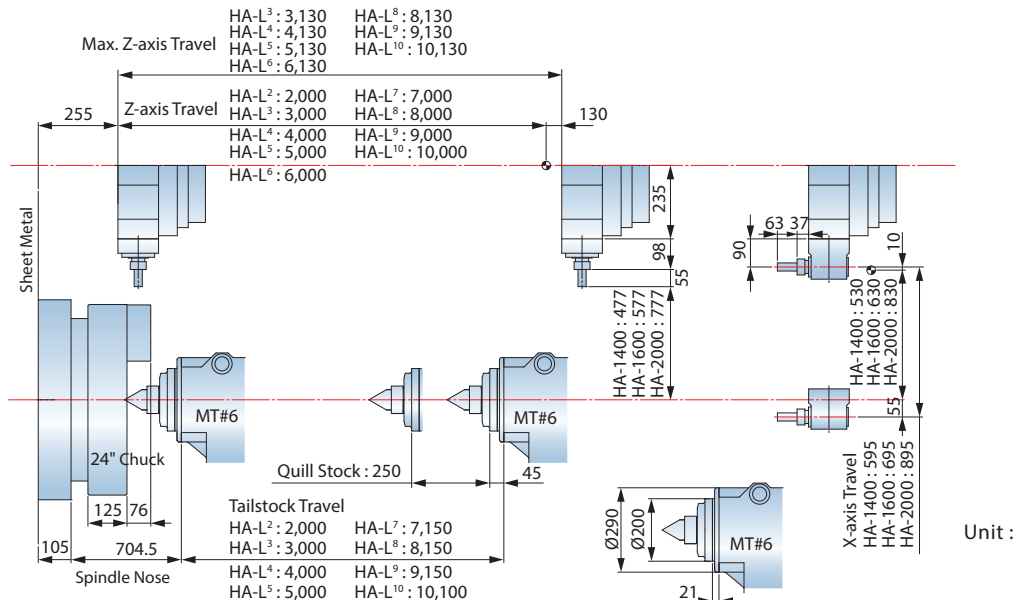 HA-L³ : 3,130 HA-L⁸ : 8,130
HA-L⁴ : 4,130 HA-L⁹ : 9,130
Max. Z-axis Travel HA-L⁵ : 5,130 HA-L¹⁰ : 10,130
HA-L⁶ : 6,130
255 Z-axis Travel HA-L² : 2,000 HA-L⁷ : 7,000 130
HA-L³ : 3,000 HA-L⁸ : 8,000
HA-L⁴ : 4,000 HA-L⁹ : 9,000
HA-L⁵ : 5,000 HA-L¹⁰ : 10,000
HA-L⁶ : 6,000
Sheet Metal
235
98
55
HA-1400 : 477
HA-1600 : 577
HA-2000 : 777
63 37
90
10
HA-1400 : 530
HA-1600 : 630
HA-2000 : 830
55
X-axis Travel
HA-1400 : 595
HA-1600 : 695
HA-2000 : 895
MT#6
MT#6
24" Chuck
Quill Stock : 250 45
125 76
105 704.5
Spindle Nose
Tailstock Travel
HA-L² : 2,000 HA-L⁷ : 7,150
HA-L³ : 3,000 HA-L⁸ : 8,150
HA-L⁴ : 4,000 HA-L⁹ : 9,150
HA-L⁵ : 5,000 HA-L¹⁰ : 10,100
Ø290
Ø200
MT#6
21
Unit :